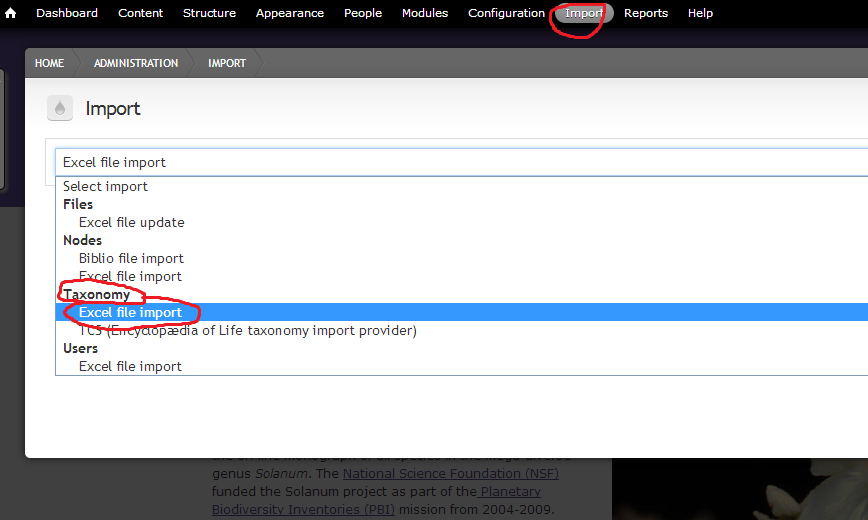 Dashboard Content Structure Appearance People Modules Configuration Import Reports Help
HOME ADMINISTRATION IMPORT
Import
Excel file import
Select import
Files
Excel file update
Nodes
Biblio file import
Excel file import
Taxonomy
Excel file import
TCS (Encyclopædia of Life taxonomy import provider)
Users
Excel file import
genus Solanum. The National Science Foundation (NSF)
funded the Solanum project as part of the Planetary
Biodiversity Inventories (PBI) mission from 2004-2009.